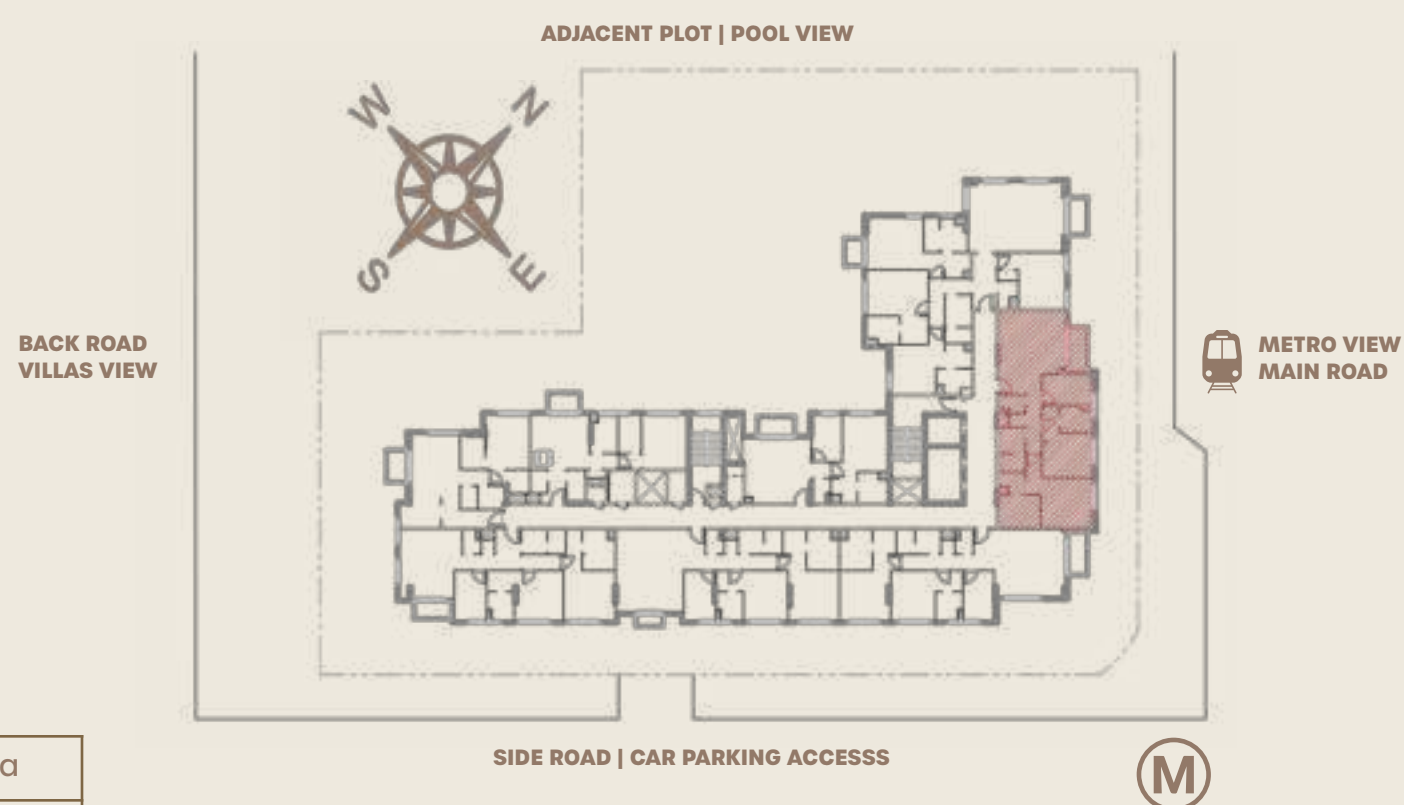 ADJACENT PLOT | POOL VIEW
W
N
S
E
BACK ROAD
VILLAS VIEW
METRO VIEW
MAIN ROAD
SIDE ROAD | CAR PARKING ACCESSS
a
M